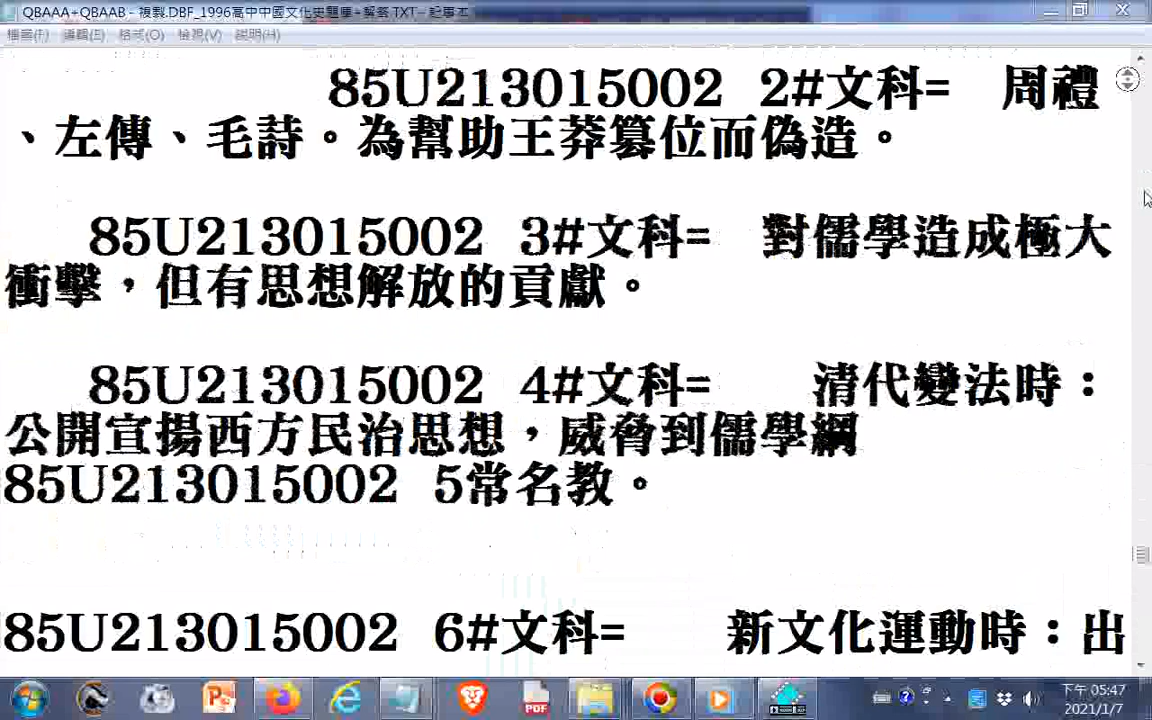 QBAAA+QBAAB - 複製.DBF_1996高中中國文化史題庫+解答.TXT - 記事本
檔案(F) 編輯(E) 格式(O) 檢視(V) 說明(H)
85U213015002 2#文科= 周禮
、左傳、毛詩。為幫助王莽篡位而偽造。
85U213015002 3#文科= 對儒學造成極大
衝擊，但有思想解放的貢獻。
85U213015002 4#文科= 清代變法時：
公開宣揚西方民治思想，威脅到儒學綱
85U213015002 5常名教。
85U213015002 6#文科= 新文化運動時：出
PDF
下午 05:47
2021/1/7